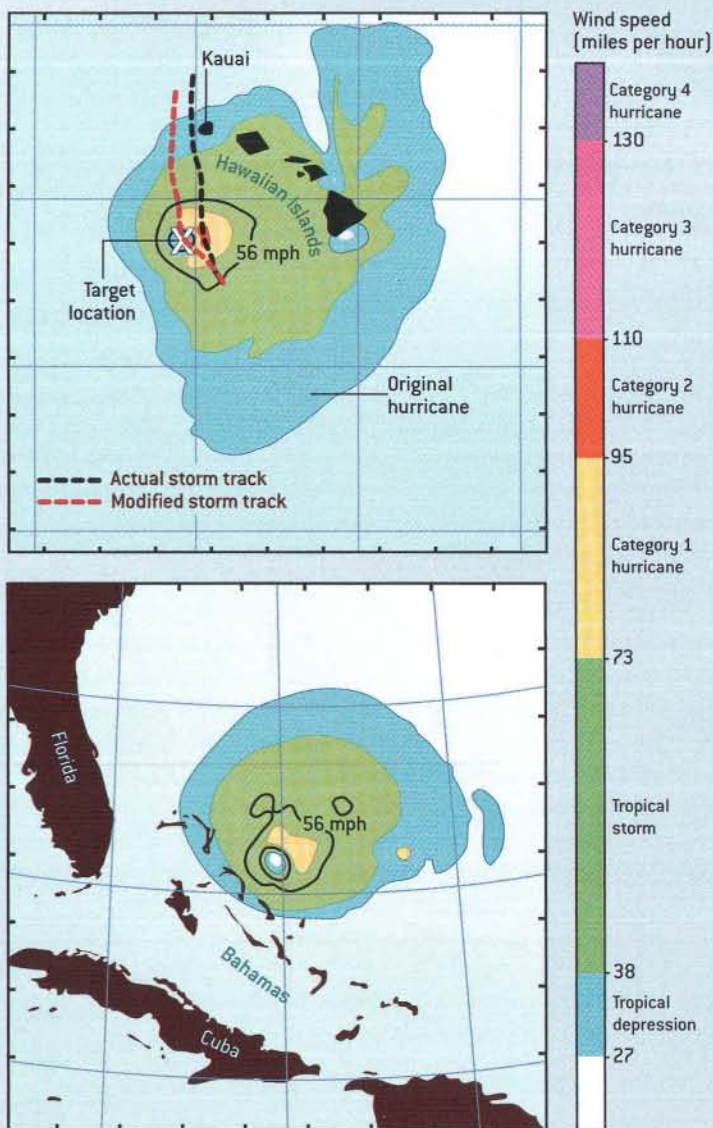 Kauai
Hawaiian islands
56 mph
Target
location
Original
hurricane
Actual storm track
Modified storm track
Florida
56 mph
Bahamas
Cuba
Wind speed
(miles per hour)
Category 4
hurricane
130
Category 3
hurricane
110
Category 2
hurricane
95
Category 1
hurricane
73
Tropical
storm
38
Tropical
depression
27